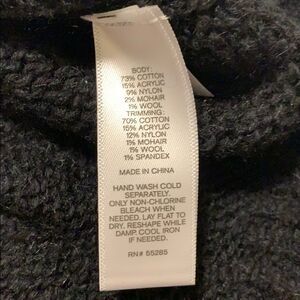 BODY:
73% COTTON
15% ACRYLIC
9% NYLON
2% MOHAIR
1% WOOL
TRIMMING:
70% COTTON
15% ACRYLIC
12% NYLON
1% MOHAIR
1% WOOL
1% SPANDEX
MADE IN CHINA
HAND WASH COLD
SEPARATELY.
ONLY NON-CHLORINE
BLEACH WHEN
NEEDED. LAY FLAT TO
DRY. RESHAPE WHILE
DAMP. COOL IRON
IF NEEDED.
RN# 55285